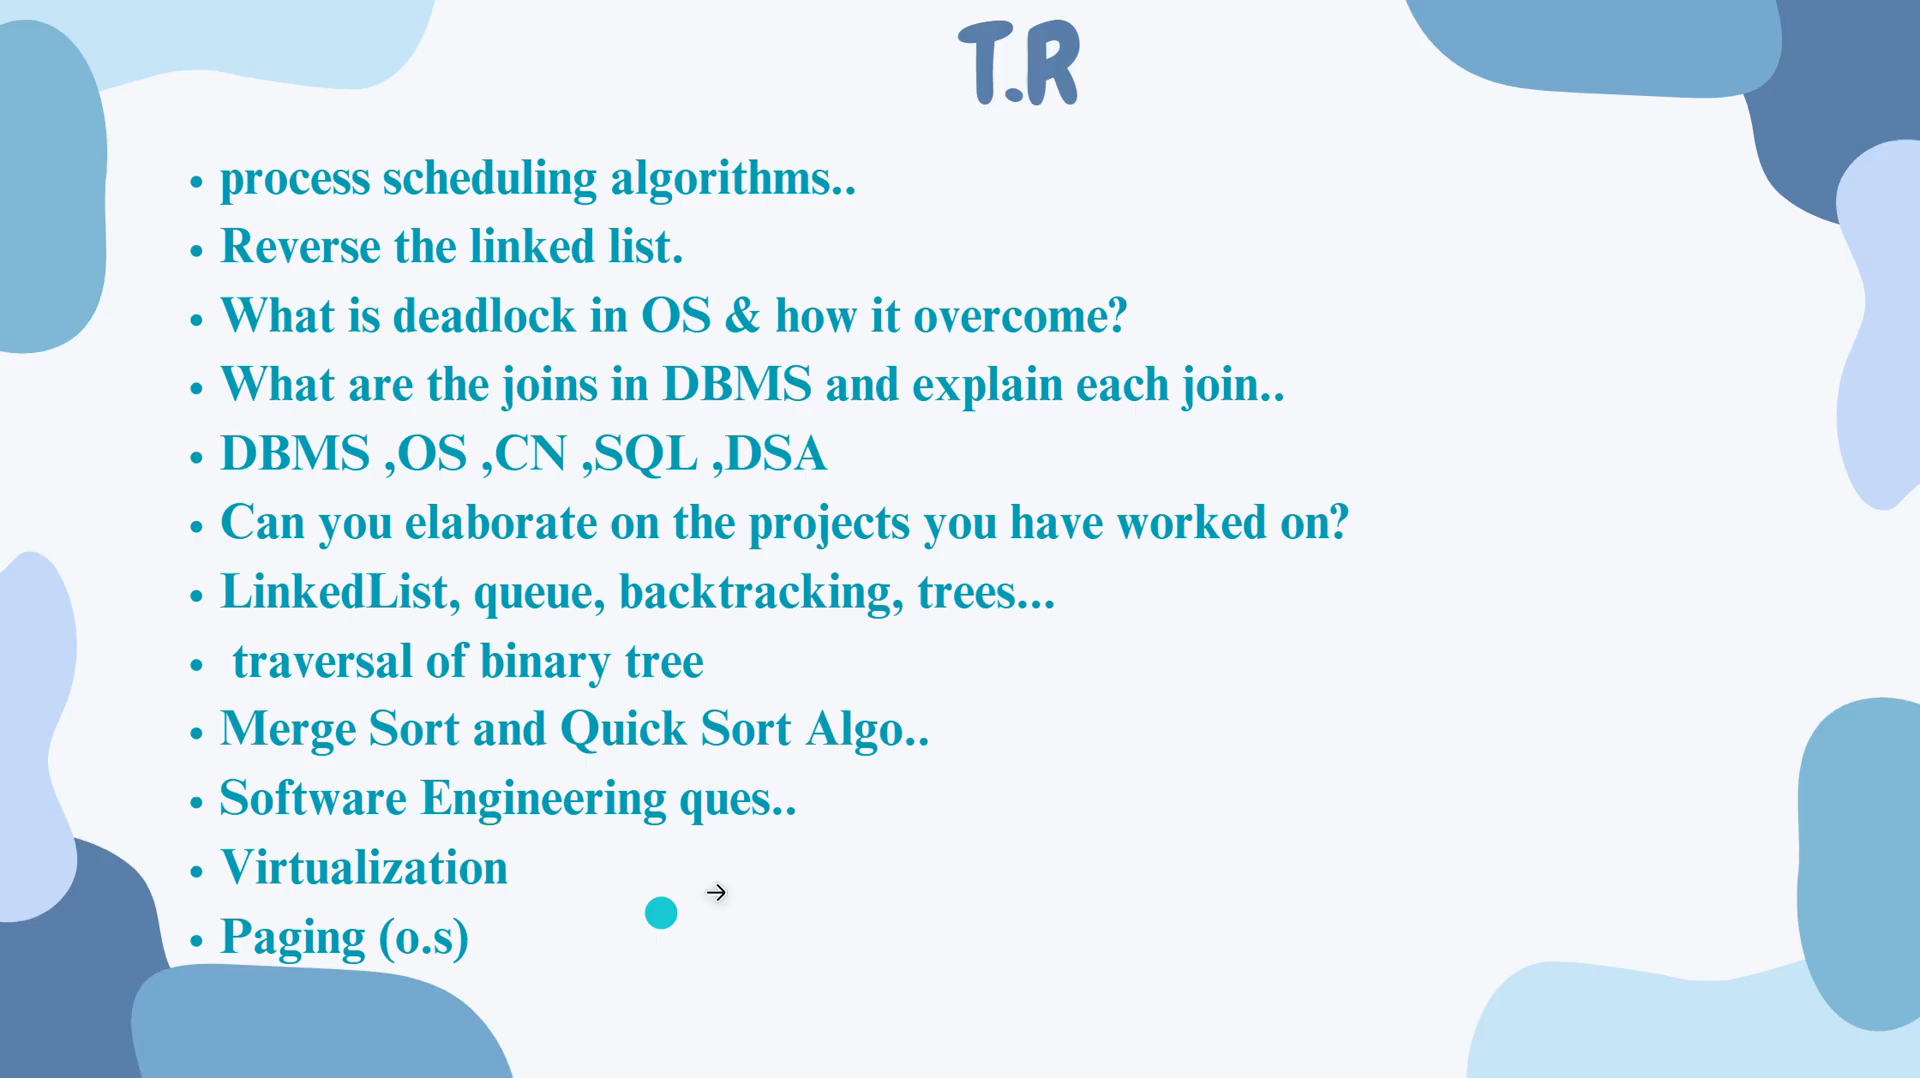 T.R
• process scheduling algorithms..
• Reverse the linked list.
• What is deadlock in OS & how it overcome?
• What are the joins in DBMS and explain each join..
• DBMS ,OS ,CN ,SQL ,DSA
• Can you elaborate on the projects you have worked on?
• LinkedList, queue, backtracking, trees...
• traversal of binary tree
• Merge Sort and Quick Sort Algo..
• Software Engineering ques..
• Virtualization
• Paging (o.s)